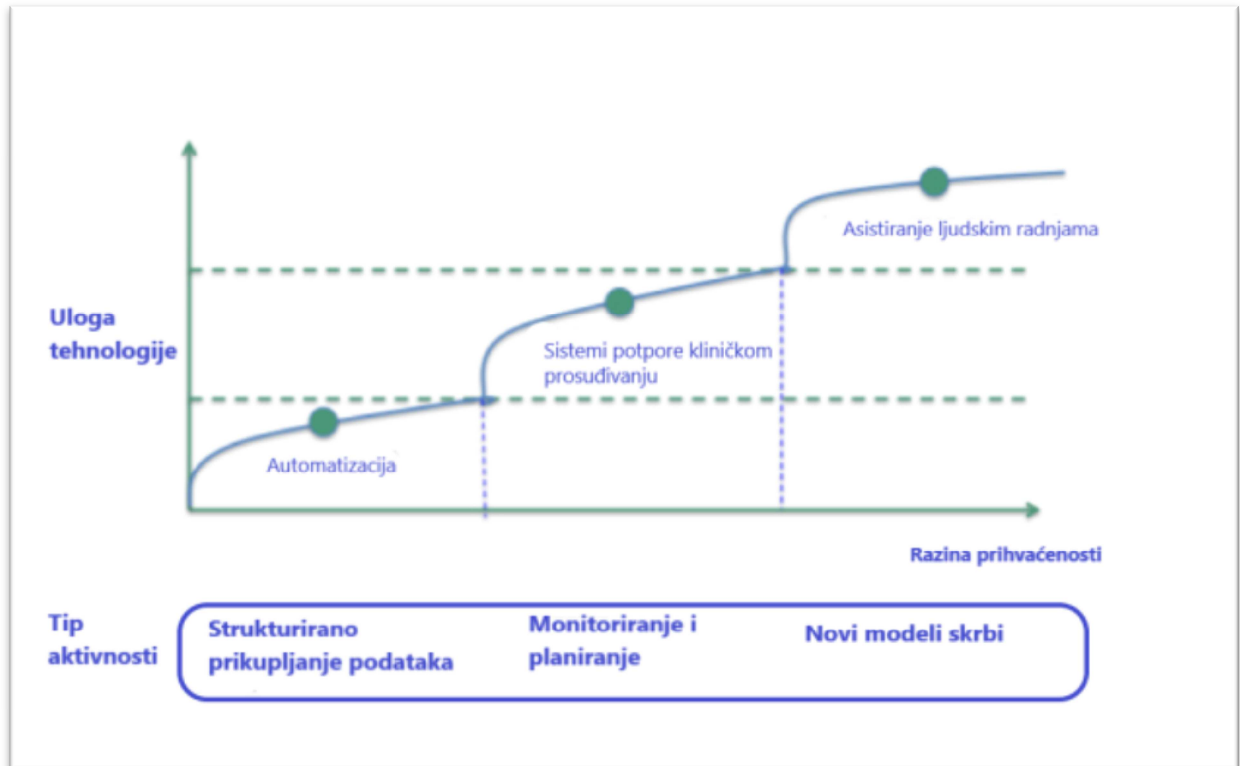 Asistiranje ljudskim radnjama
Uloga
tehnologije
Sistemi potpore kliničkom
prosuđivanju
Automatizacija
Razina prihvaćenosti
Tip
aktivnosti
Strukturirano
prikupljanje podataka
Monitoriranje i
planiranje
Novi modeli skrbi